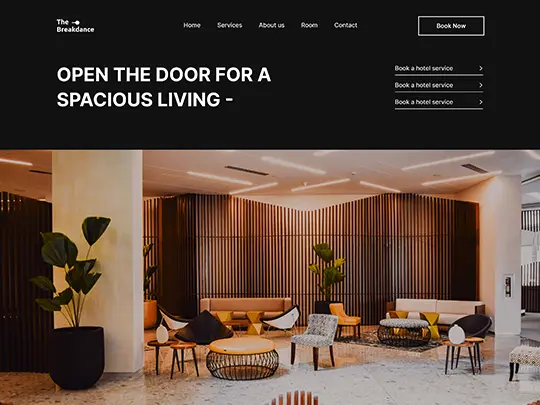 The
Breakdance
Home
Services
About us
Room
Contact
Book Now
OPEN THE DOOR FOR A
SPACIOUS LIVING -
Book a hotel service
Book a hotel service
Book a hotel service